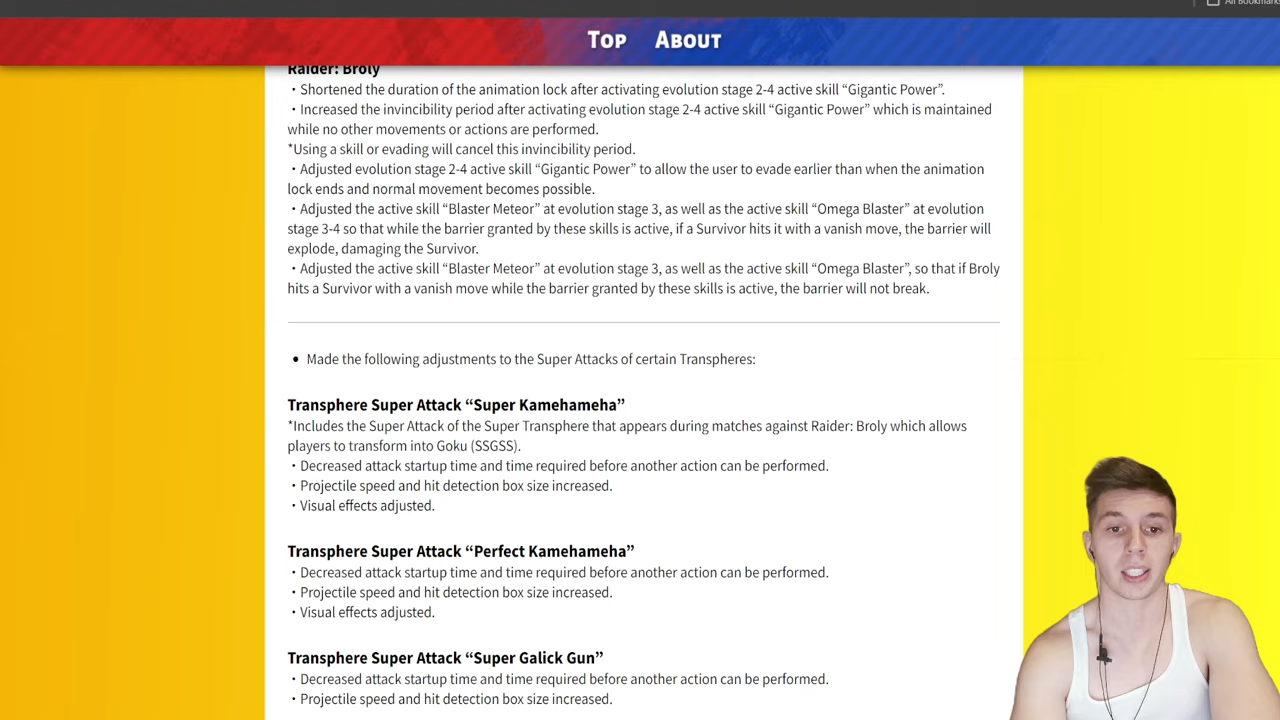 All Bookmarks
TOP ABOUT
Raider: Broly
・Shortened the duration of the animation lock after activating evolution stage 2-4 active skill “Gigantic Power”.
・Increased the invincibility period after activating evolution stage 2-4 active skill “Gigantic Power” which is maintained
while no other movements or actions are performed.
*Using a skill or evading will cancel this invincibility period.
・Adjusted evolution stage 2-4 active skill “Gigantic Power” to allow the user to evade earlier than when the animation
lock ends and normal movement becomes possible.
・Adjusted the active skill “Blaster Meteor” at evolution stage 3, as well as the active skill “Omega Blaster” at evolution
stage 3-4 so that while the barrier granted by these skills is active, if a Survivor hits it with a vanish move, the barrier will
explode, damaging the Survivor.
・Adjusted the active skill “Blaster Meteor” at evolution stage 3, as well as the active skill “Omega Blaster”, so that if Broly
hits a Survivor with a vanish move while the barrier granted by these skills is active, the barrier will not break.
• Made the following adjustments to the Super Attacks of certain Transpheres:
Transphere Super Attack “Super Kamehameha”
*Includes the Super Attack of the Super Transphere that appears during matches against Raider: Broly which allows
players to transform into Goku (SSGSS).
・Decreased attack startup time and time required before another action can be performed.
・Projectile speed and hit detection box size increased.
・Visual effects adjusted.
Transphere Super Attack “Perfect Kamehameha”
・Decreased attack startup time and time required before another action can be performed.
・Projectile speed and hit detection box size increased.
・Visual effects adjusted.
Transphere Super Attack “Super Galick Gun”
・Decreased attack startup time and time required before another action can be performed.
・Projectile speed and hit detection box size increased.